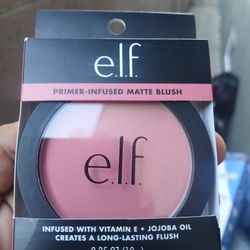 e.l.f.
PRIMER-INFUSED MATTE BLUSH
e.l.f.
INFUSED WITH VITAMIN E + JOJOBA OIL
CREATES A LONG-LASTING FLUSH